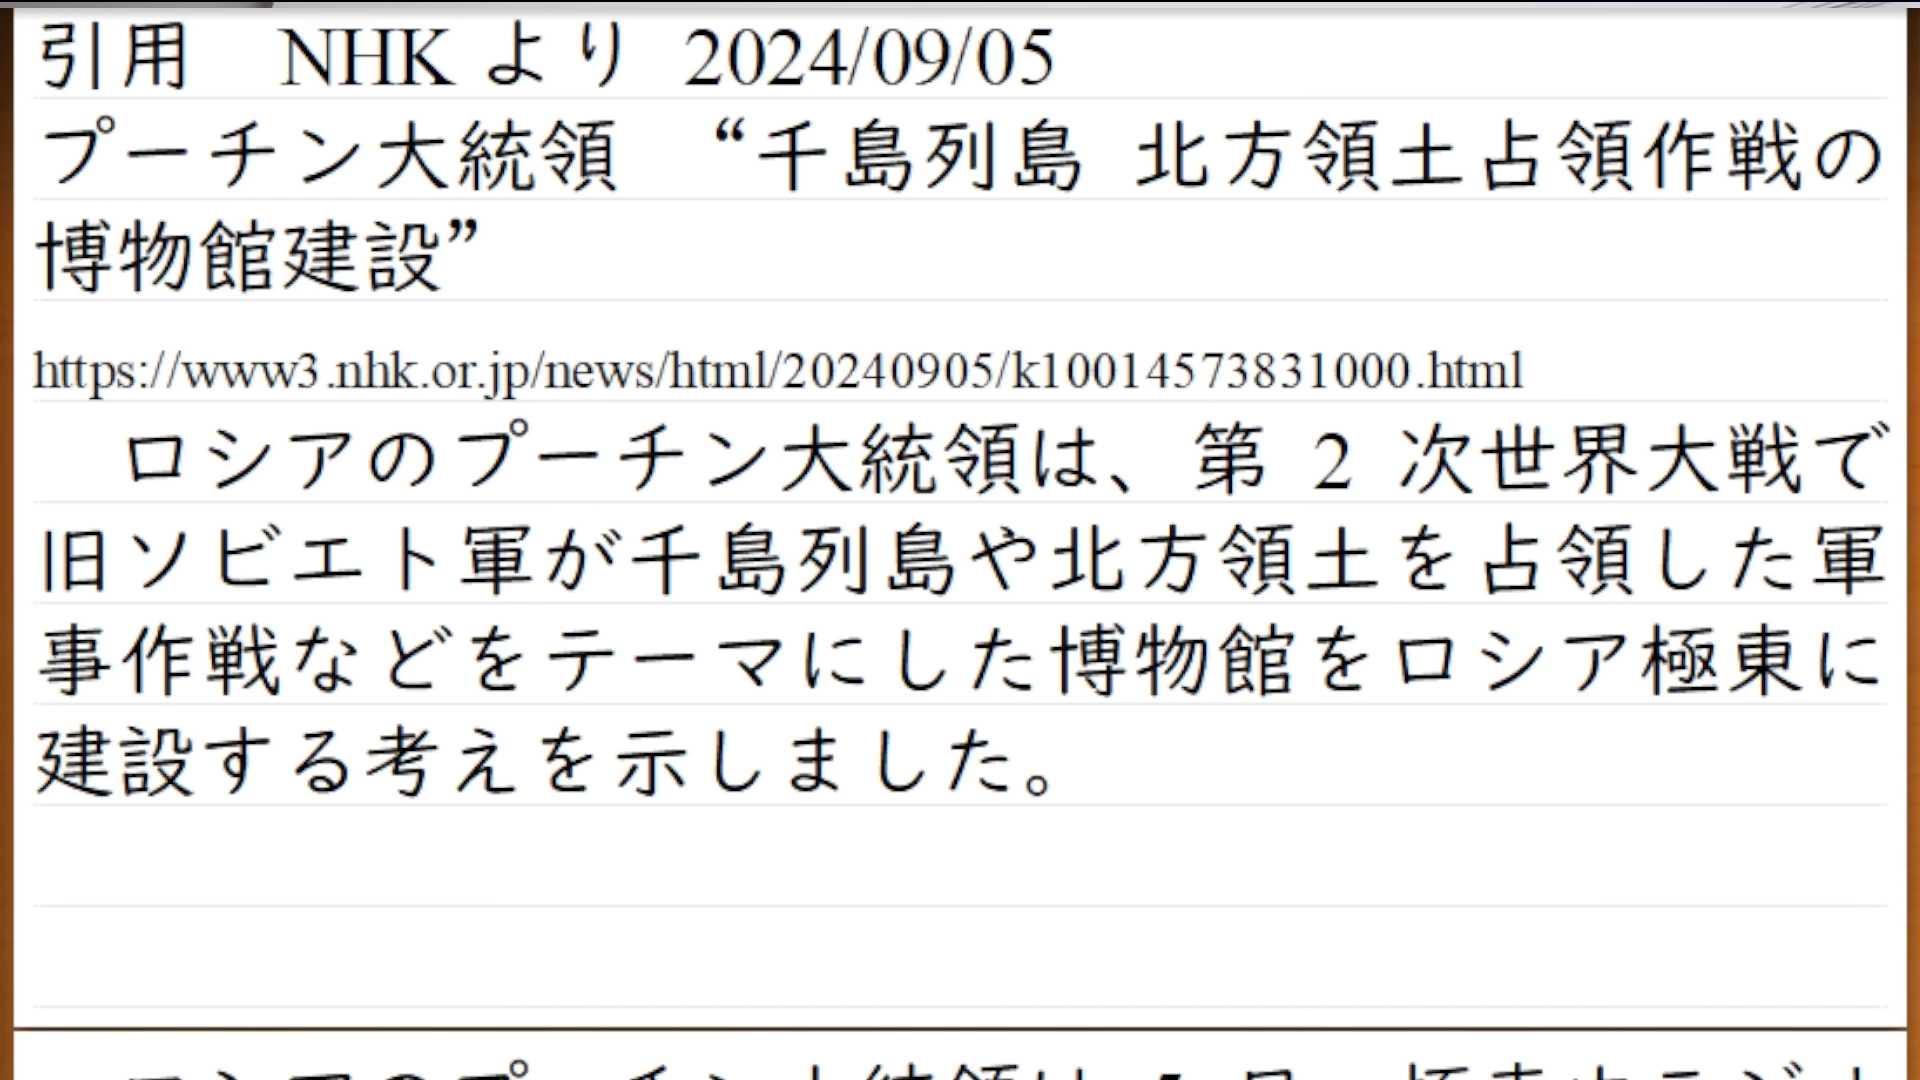 引用　NHK より 2024/09/05
プーチン大統領　“千島列島 北方領土占領作戦の
博物館建設”
https://www3.nhk.or.jp/news/html/20240905/k10014573831000.html
　ロシアのプーチン大統領は、第 2 次世界大戦で
旧ソビエト軍が千島列島や北方領土を占領した軍
事作戦などをテーマにした博物館をロシア極東に
建設する考えを示しました。